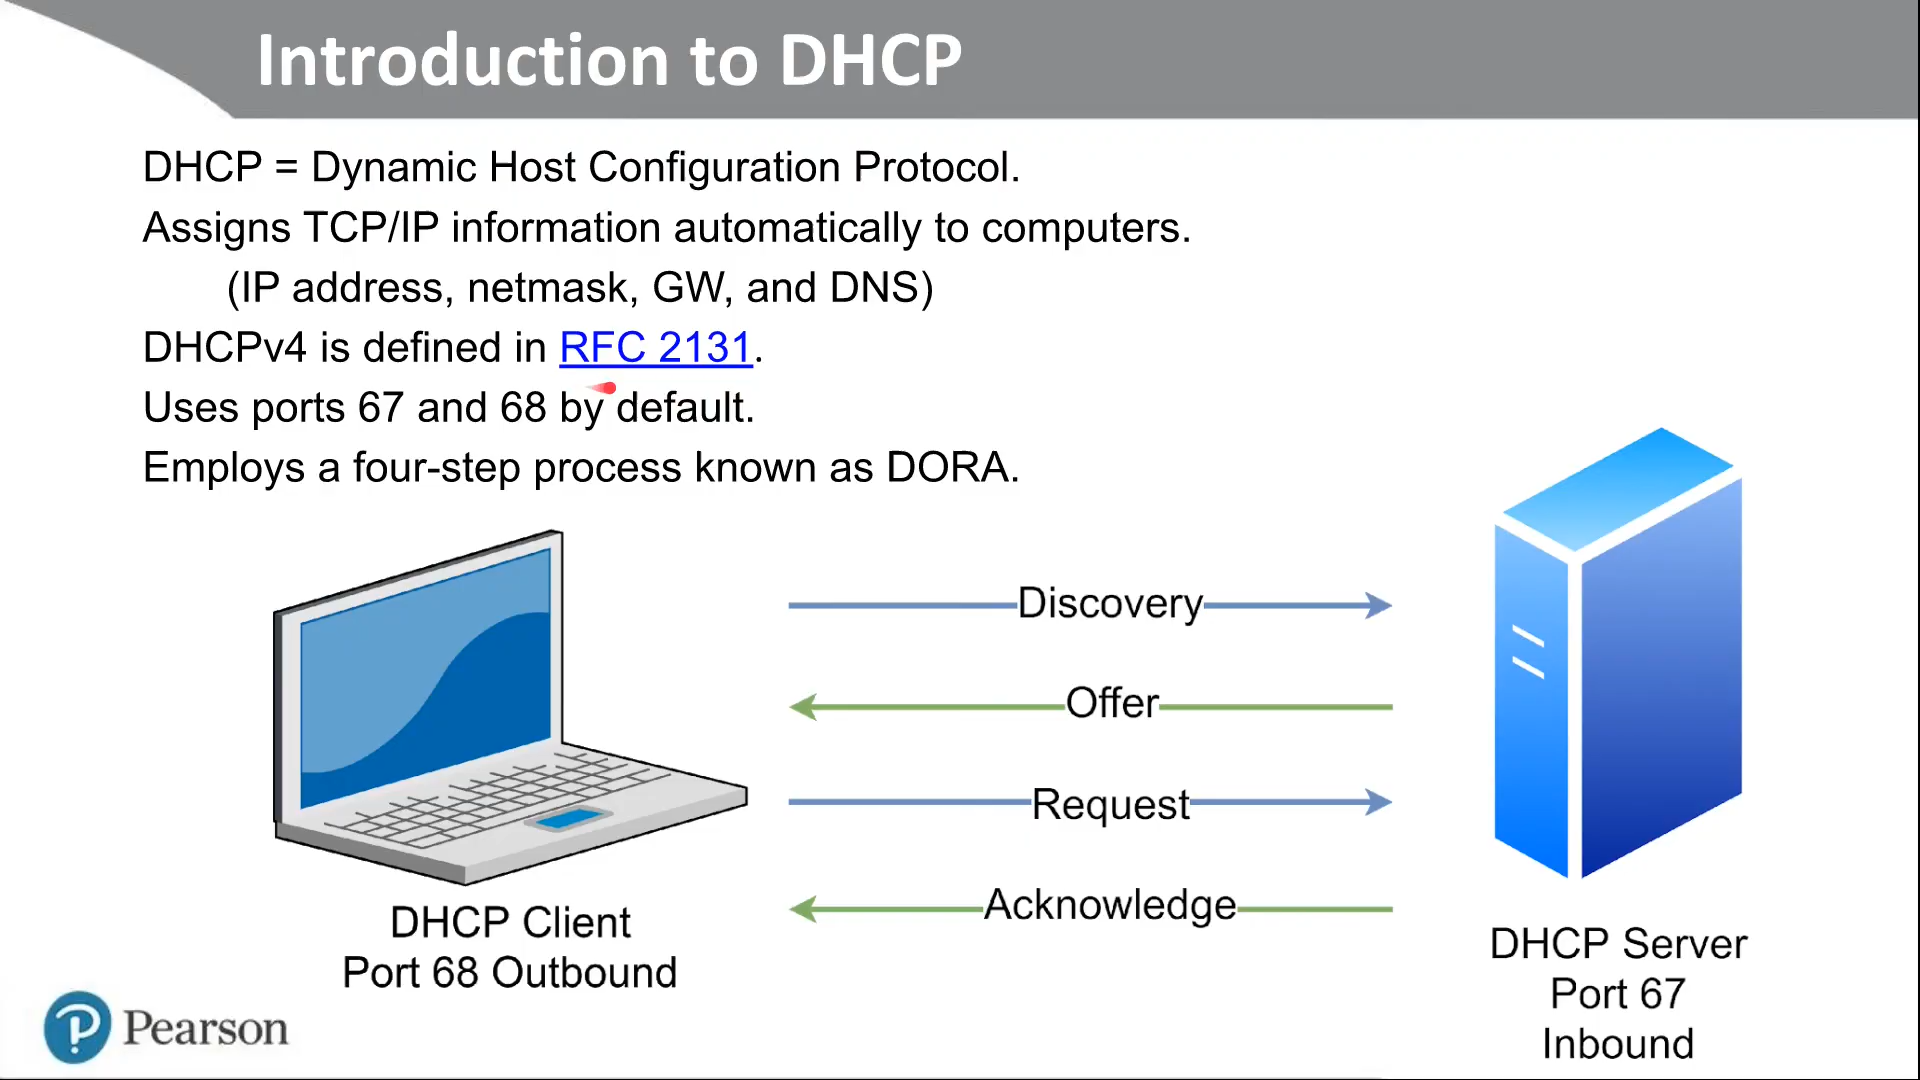 Introduction to DHCP
DHCP = Dynamic Host Configuration Protocol.
Assigns TCP/IP information automatically to computers.
(IP address, netmask, GW, and DNS)
DHCPv4 is defined in RFC 2131.
Uses ports 67 and 68 by default.
Employs a four-step process known as DORA.
Discovery
Offer
Request
Acknowledge
DHCP Client
Port 68 Outbound
DHCP Server
Port 67
Inbound
Pearson